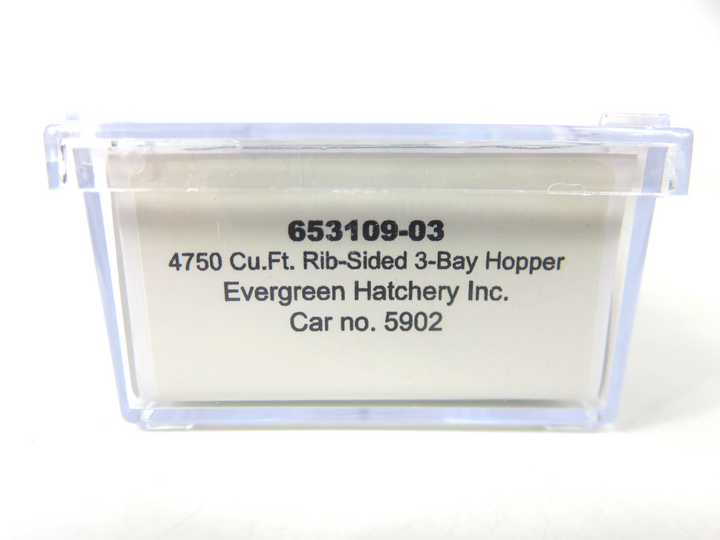 653109-03
4750 Cu.Ft. Rib-Sided 3-Bay Hopper
Evergreen Hatchery Inc.
Car no. 5902